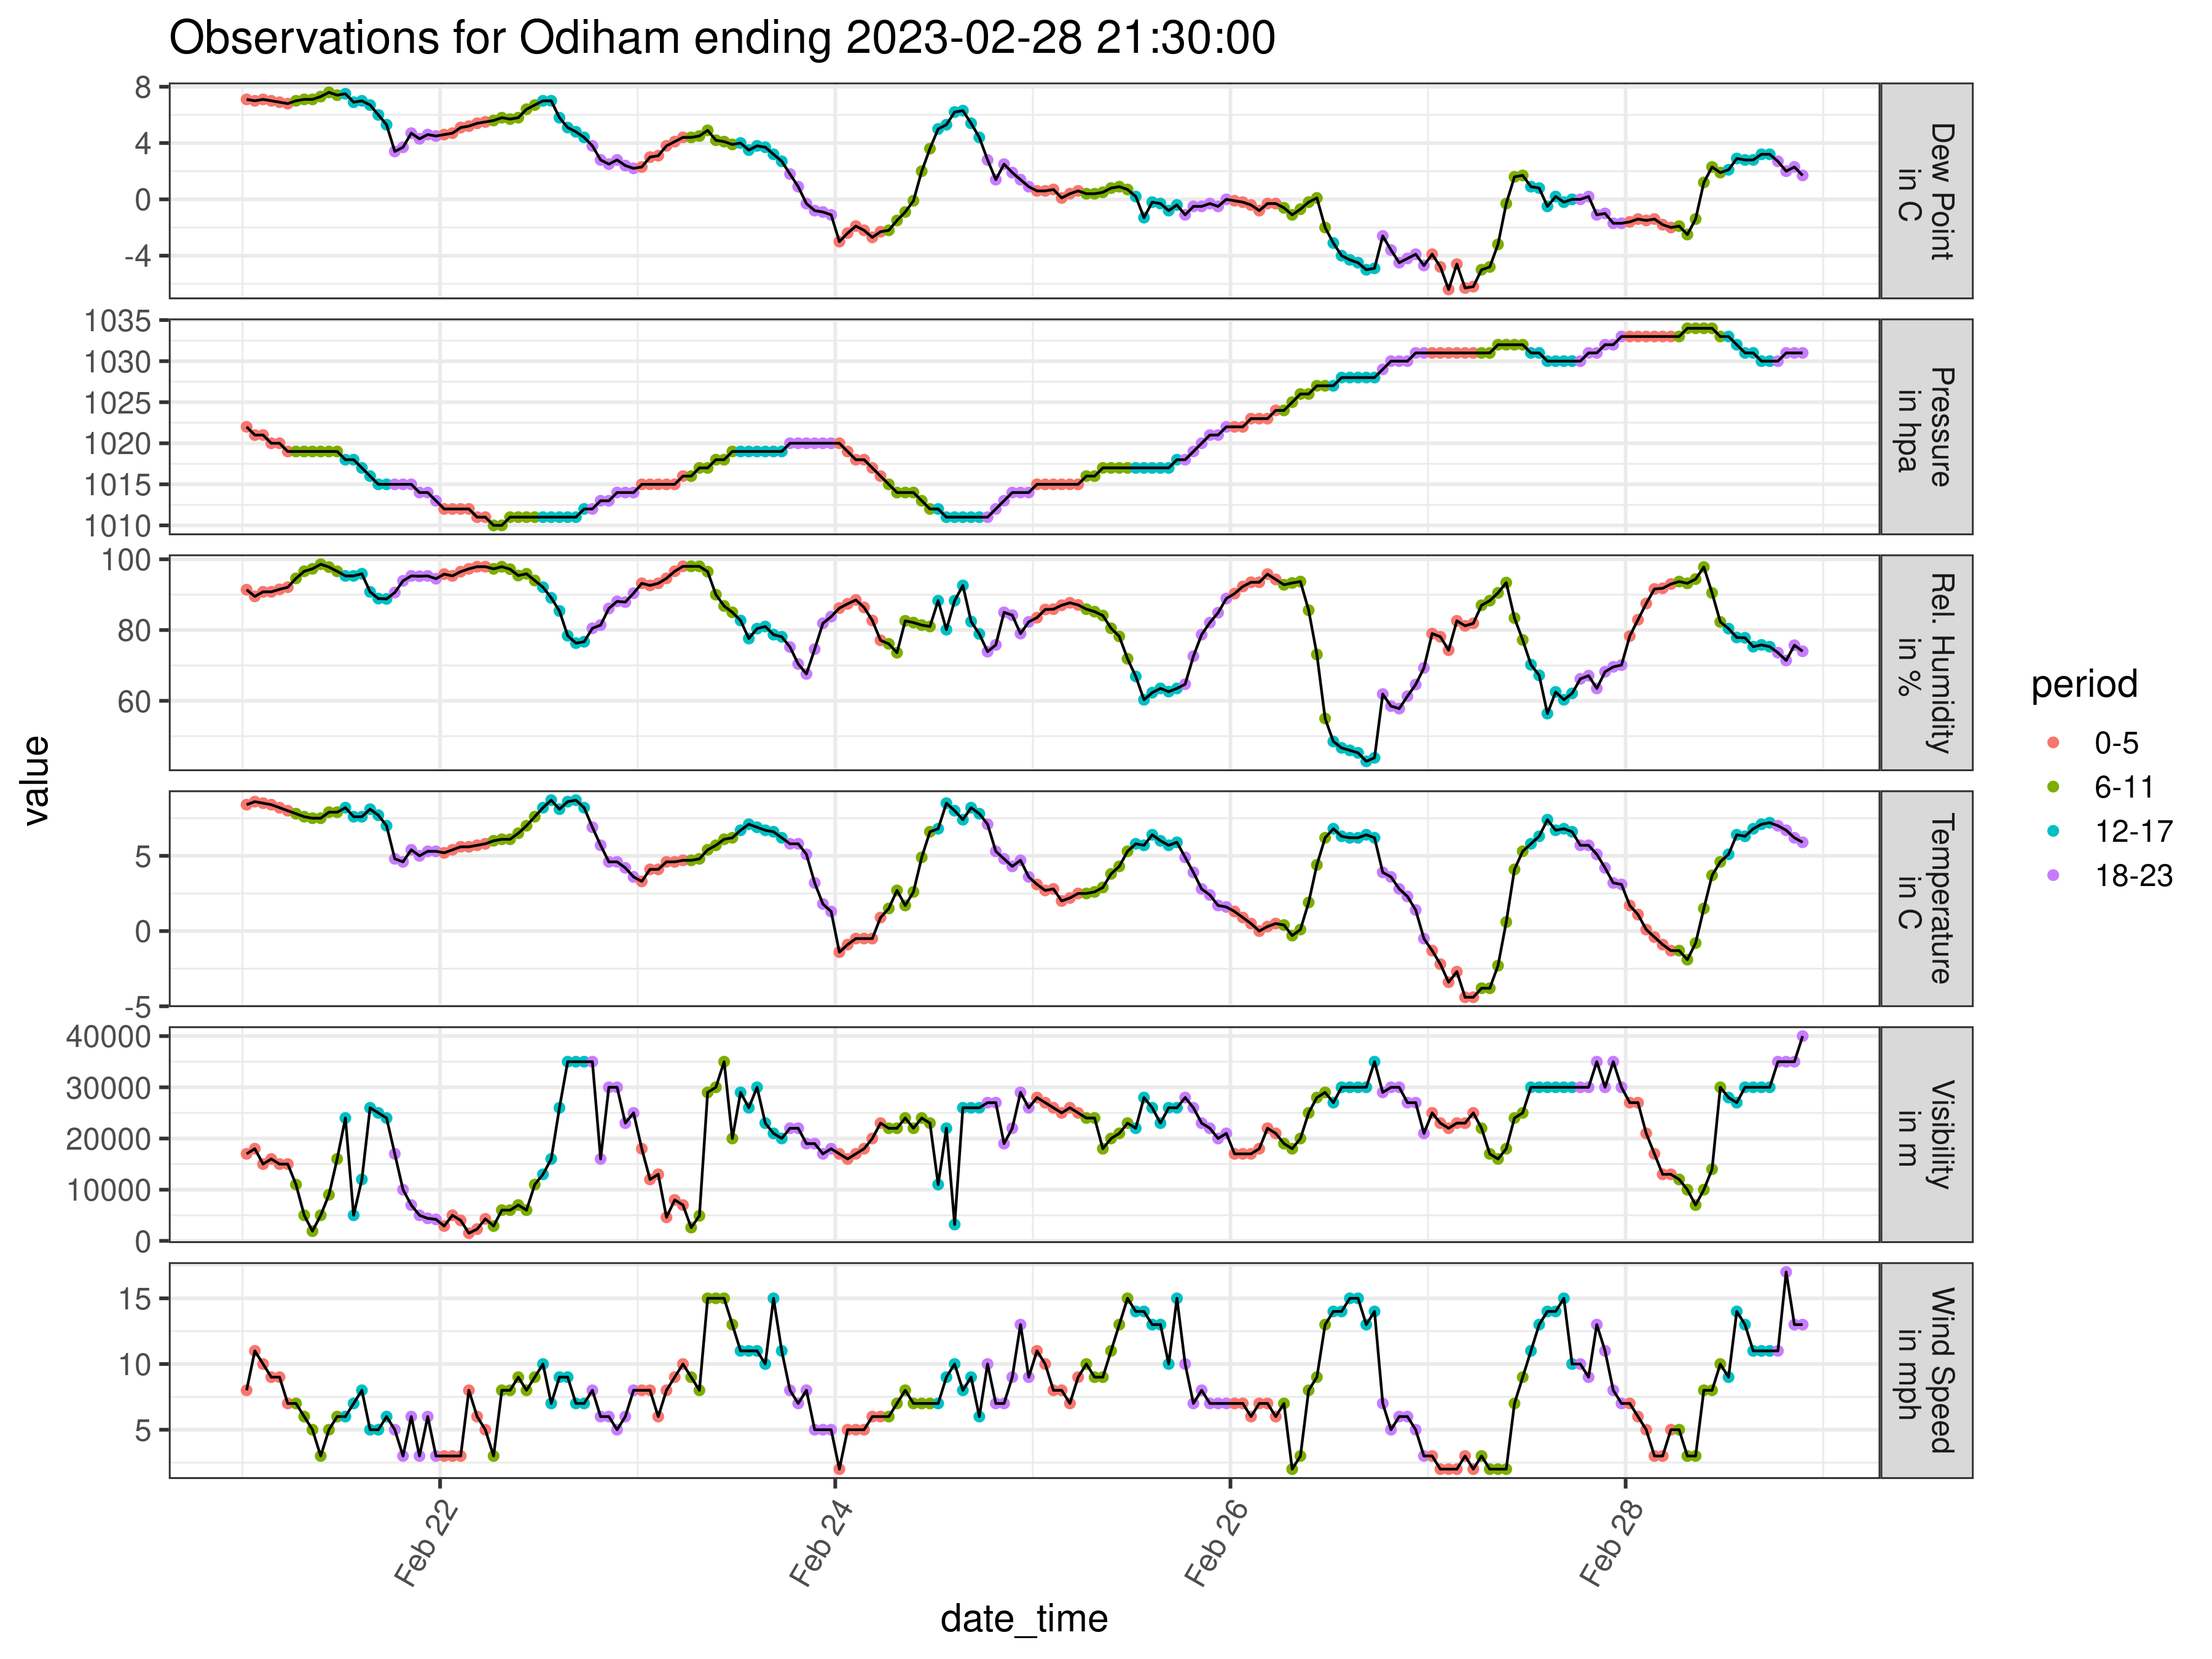 Observations for Odiham ending 2023-02-28 21:30:00
value
8
4
0
-4
Dew Point
in C
1035
1030
1025
1020
1015
1010
Pressure
in hpa
100
80
60
Rel. Humidity
in %
5
0
-5
Temperature
in C
40000
30000
20000
10000
0
Visibility
in m
15
10
5
Wind Speed
in mph
Feb 22
Feb 24
Feb 26
Feb 28
date_time
period
0-5
6-11
12-17
18-23